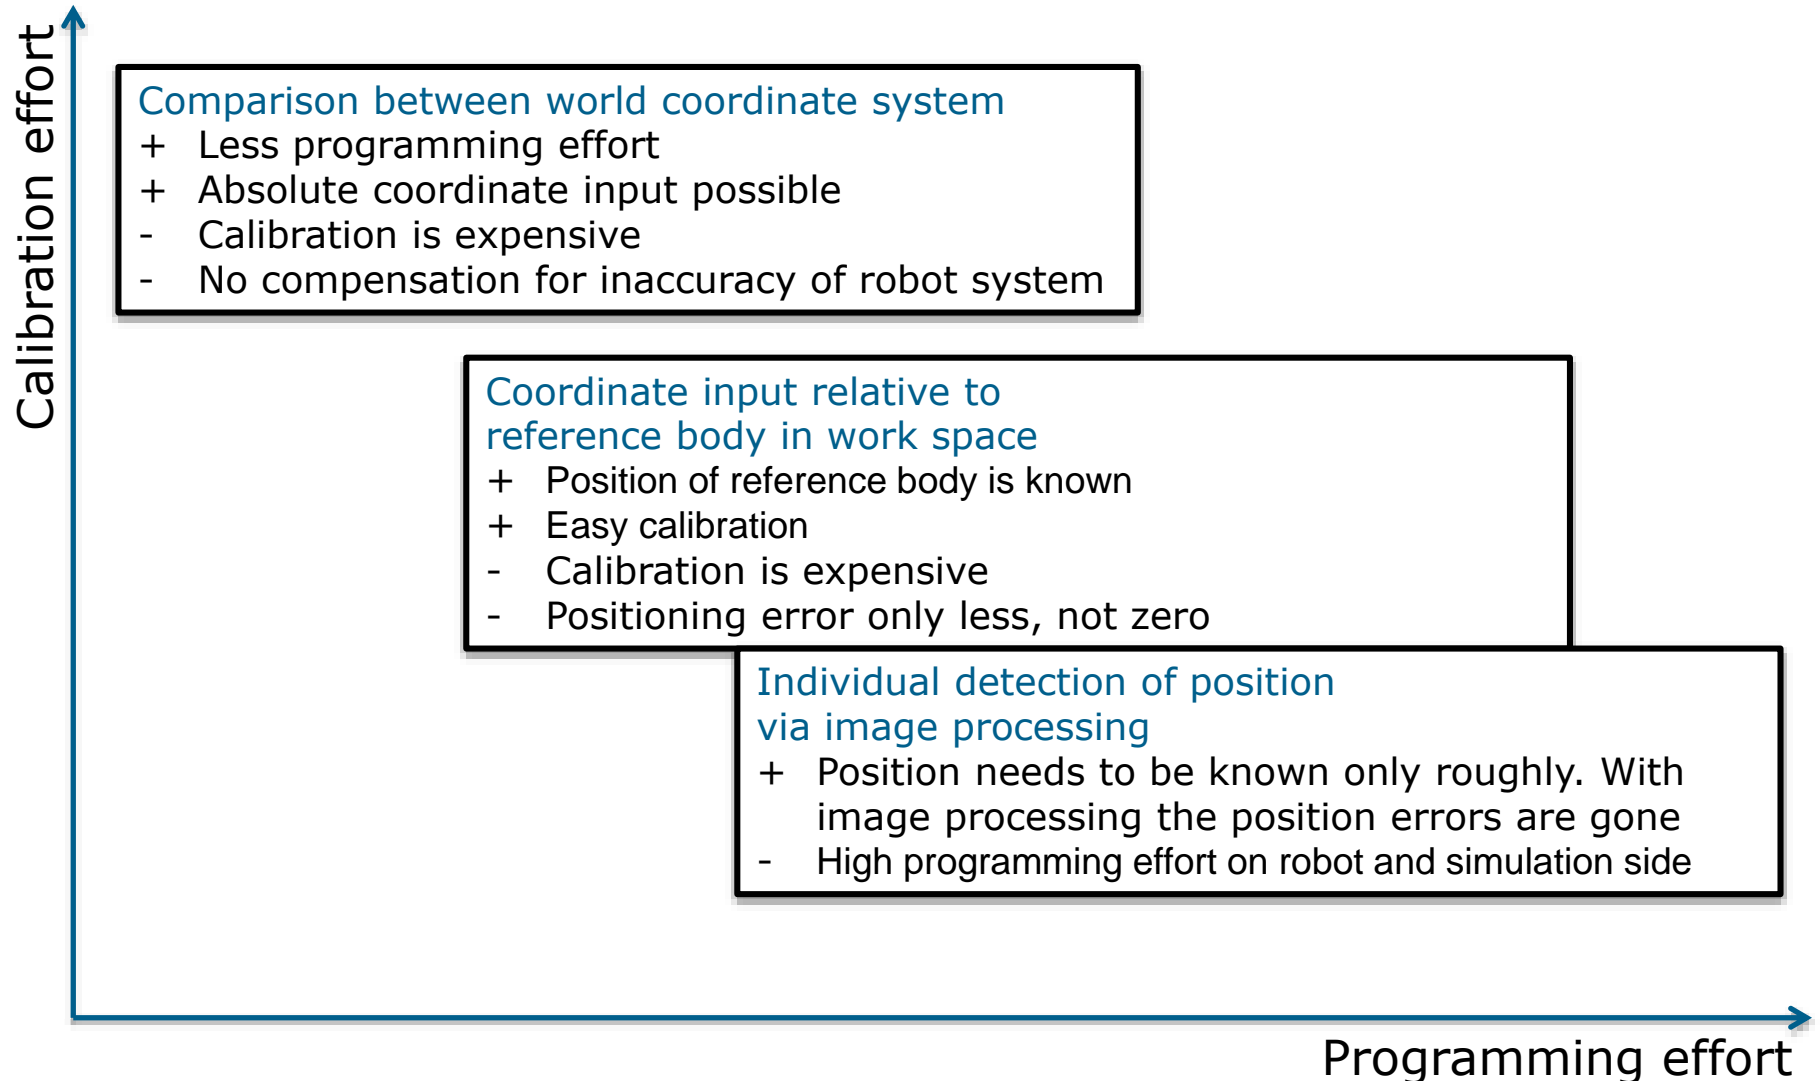 Calibration effort
Comparison between world coordinate system
+ Less programming effort
+ Absolute coordinate input possible
- Calibration is expensive
- No compensation for inaccuracy of robot system
Coordinate input relative to
reference body in work space
+ Position of reference body is known
+ Easy calibration
- Calibration is expensive
- Positioning error only less, not zero
Individual detection of position
via image processing
+ Position needs to be known only roughly. With
image processing the position errors are gone
- High programming effort on robot and simulation side
Programming effort